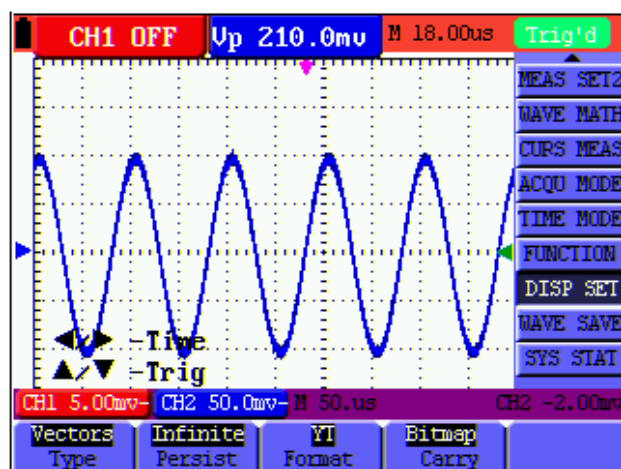 CH1 OFF Vp 210.0mv M 18.00us Trig'd
MEAS SET2
WAVE MATH
CURS MEAS
ACQU MODE
TIME MODE
FUNCTION
DISP SET
WAVE SAVE
SYS STAT
◀/▶ -Time
▲/▼ -Trig
CH1 5.00mv- CH2 50.0mv- M 50.us CH2 -2.00mv
Vectors Infinite YT Bitmap
Type Persist Format Carry